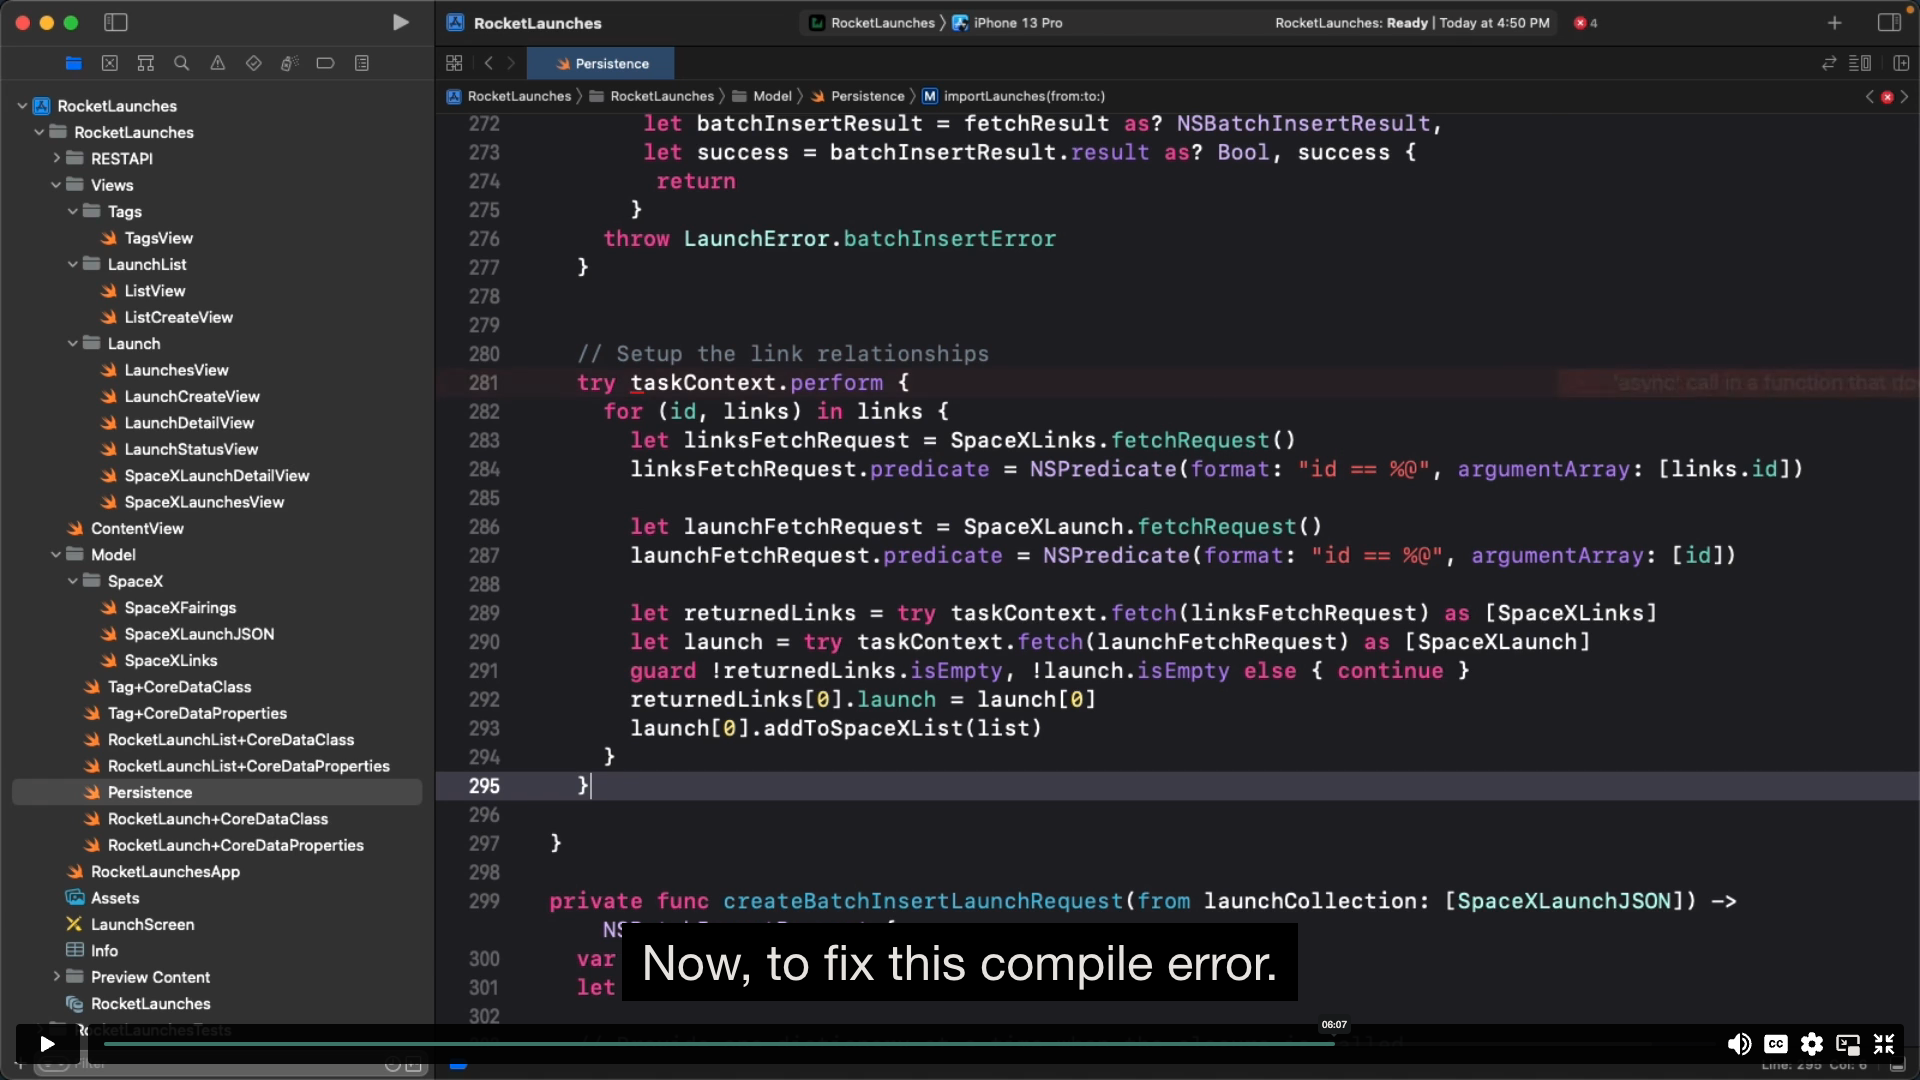 RocketLaunches
RocketLaunches
iPhone 13 Pro
RocketLaunches: Ready | Today at 4:50 PM
4
Persistence
RocketLaunches
RocketLaunches
Model
Persistence
M
importLaunches(from:to:)
RocketLaunches
RocketLaunches
RESTAPI
Views
Tags
TagsView
LaunchList
ListView
ListCreateView
Launch
LaunchesView
LaunchCreateView
LaunchDetailView
LaunchStatusView
SpaceXLaunchDetailView
SpaceXLaunchesView
ContentView
Model
SpaceX
SpaceXFairings
SpaceXLaunchJSON
SpaceXLinks
Tag+CoreDataClass
Tag+CoreDataProperties
RocketLaunchList+CoreDataClass
RocketLaunchList+CoreDataProperties
Persistence
RocketLaunch+CoreDataClass
RocketLaunch+CoreDataProperties
RocketLaunchesApp
Assets
LaunchScreen
Info
Preview Content
RocketLaunches
RocketLaunchesTests
Filter
272 let batchInsertResult = fetchResult as? NSBatchInsertResult,
273 let success = batchInsertResult.result as? Bool, success {
274 return
275 }
276 throw LaunchError.batchInsertError
277 }
278
279
280 // Setup the link relationships
281 try taskContext.perform { 'async' call in a function that do
282 for (id, links) in links {
283 let linksFetchRequest = SpaceXLinks.fetchRequest()
284 linksFetchRequest.predicate = NSPredicate(format: "id == %@", argumentArray: [links.id])
285
286 let launchFetchRequest = SpaceXLaunch.fetchRequest()
287 launchFetchRequest.predicate = NSPredicate(format: "id == %@", argumentArray: [id])
288
289 let returnedLinks = try taskContext.fetch(linksFetchRequest) as [SpaceXLinks]
290 let launch = try taskContext.fetch(launchFetchRequest) as [SpaceXLaunch]
291 guard !returnedLinks.isEmpty, !launch.isEmpty else { continue }
292 returnedLinks[0].launch = launch[0]
293 launch[0].addToSpaceXList(list)
294 }
295 }
296
297 }
298
299 private func createBatchInsertLaunchRequest(from launchCollection: [SpaceXLaunchJSON]) ->
300 var
301 let
302
Now, to fix this compile error.
06:07
CC
Line: 295 Col: 6